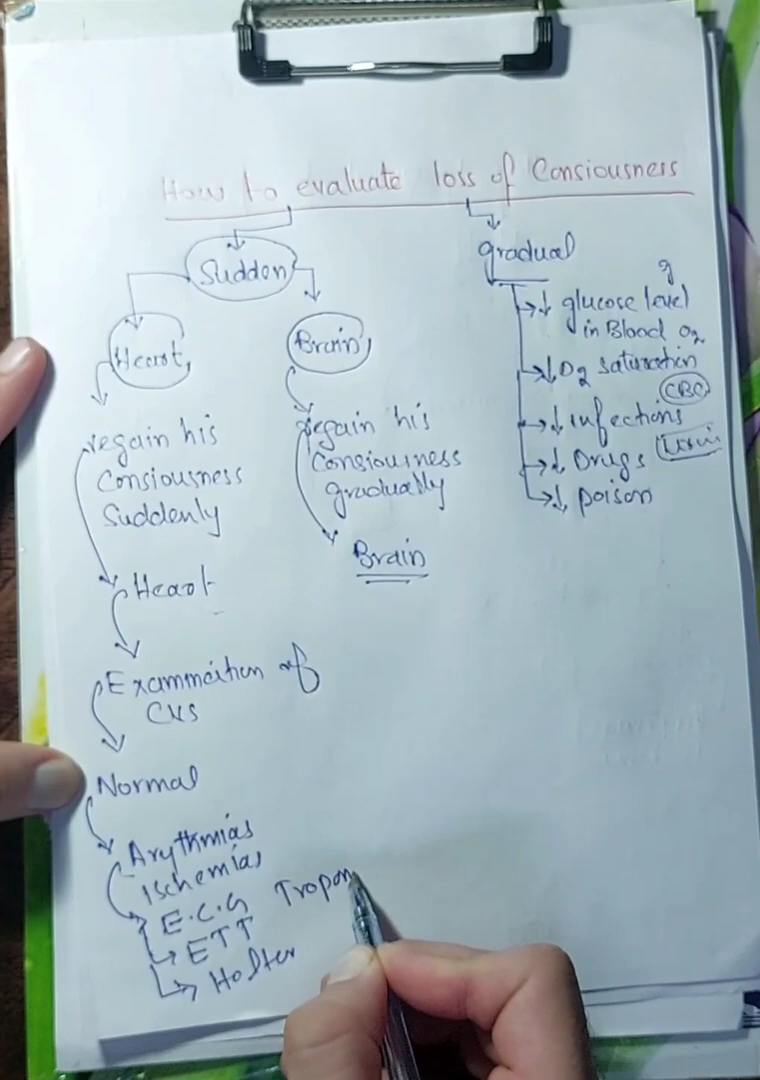 How to evaluate loss of Consiousness
Sudden
Heart
regain his
Consiousness
Suddenly
Heart
Examination of
CVS
Normal
Arythmias
Ischemias
E.C.G Tropon
ETT
Holter
Brain
regain his
Consiousness
gradually
Brain
gradual
↓ glucose level
in Blood O2
↓ O2 saturation
CBC
↓ infections
↓ Drugs
↓ poison